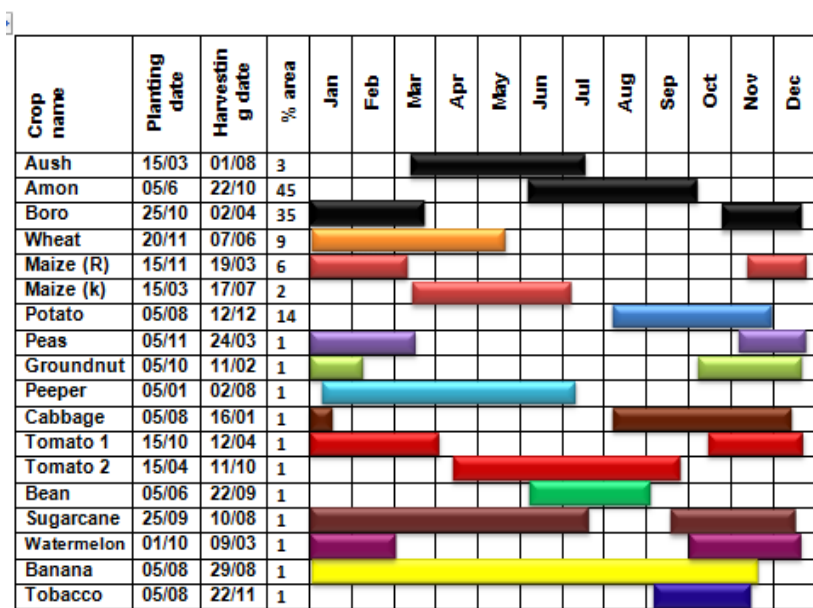 Crop name Planting date Harvestin g date % area Jan Feb Mar Apr May Jun Jul Aug Sep Oct Nov Dec
Aush 15/03 01/08 3
Amon 05/6 22/10 45
Boro 25/10 02/04 35
Wheat 20/11 07/06 9
Maize (R) 15/11 19/03 6
Maize (k) 15/03 17/07 2
Potato 05/08 12/12 14
Peas 05/11 24/03 1
Groundnut 05/10 11/02 1
Peeper 05/01 02/08 1
Cabbage 05/08 16/01 1
Tomato 1 15/10 12/04 1
Tomato 2 15/04 11/10 1
Bean 05/06 22/09 1
Sugarcane 25/09 10/08 1
Watermelon 01/10 09/03 1
Banana 05/08 29/08 1
Tobacco 05/08 22/11 1